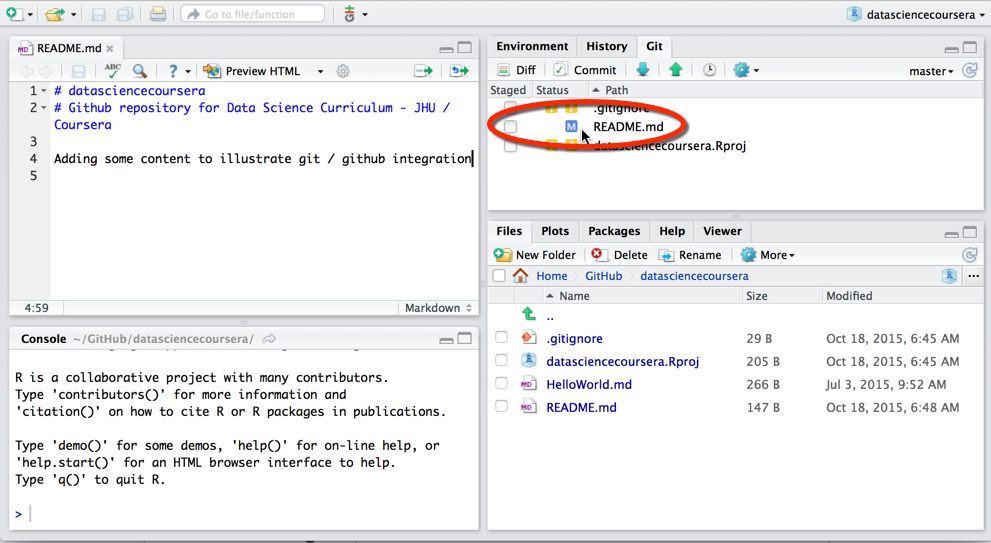 Go to file/function
datasciencecoursera
README.md
ABC
Preview HTML
1 # datasciencecoursera
2 # Github repository for Data Science Curriculum - JHU /
Coursera
3
4 Adding some content to illustrate git / github integration
5
4:59 Markdown
Console ~/GitHub/datasciencecoursera/
R is a collaborative project with many contributors.
Type 'contributors()' for more information and
'citation()' on how to cite R or R packages in publications.
Type 'demo()' for some demos, 'help()' for on-line help, or
'help.start()' for an HTML browser interface to help.
Type 'q()' to quit R.
>
Environment History Git
Diff Commit master
Staged Status Path
.gitignore
M README.md
datasciencecoursera.Rproj
Files Plots Packages Help Viewer
New Folder Delete Rename More
Home GitHub datasciencecoursera ...
Name Size Modified
..
.gitignore 29 B Oct 18, 2015, 6:45 AM
datasciencecoursera.Rproj 205 B Oct 18, 2015, 6:45 AM
HelloWorld.md 266 B Jul 3, 2015, 9:52 AM
README.md 147 B Oct 18, 2015, 6:48 AM